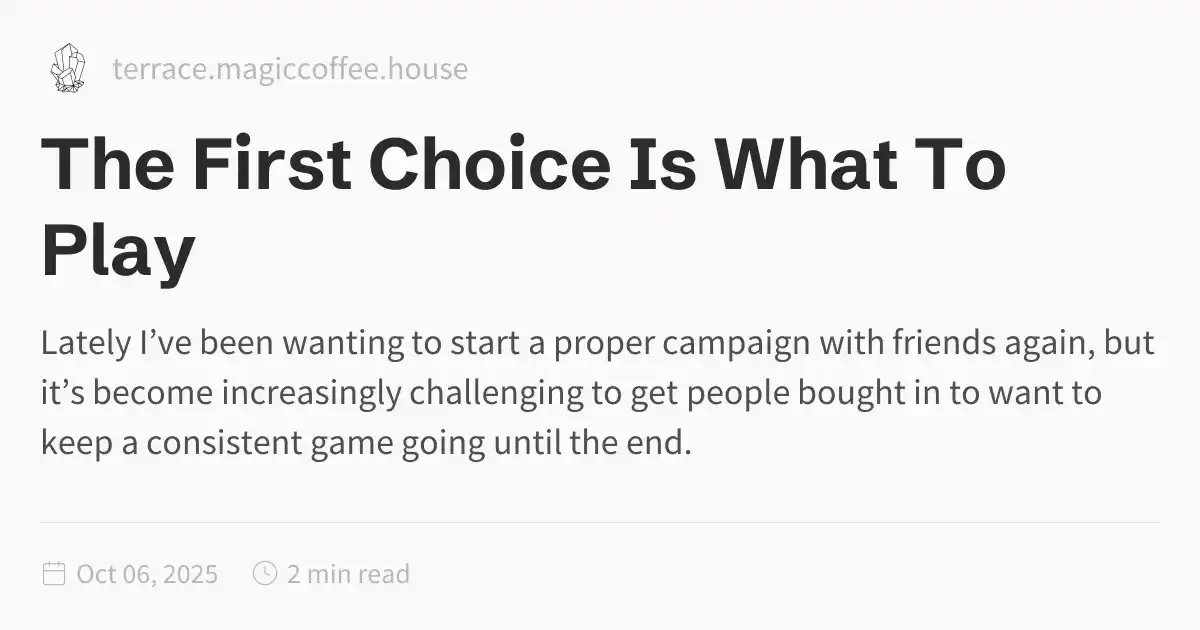 terrace.magiccoffee.house
The First Choice Is What To
Play
Lately I’ve been wanting to start a proper campaign with friends again, but
it’s become increasingly challenging to get people bought in to want to
keep a consistent game going until the end.
Oct 06, 2025
2 min read